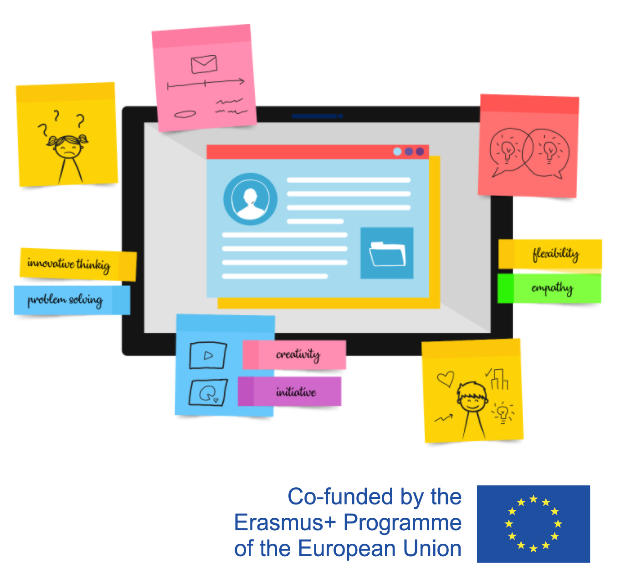 innovative thinkig
problem solving
flexibility
empathy
creativity
initiative
Co-funded by the
Erasmus+ Programme
of the European Union